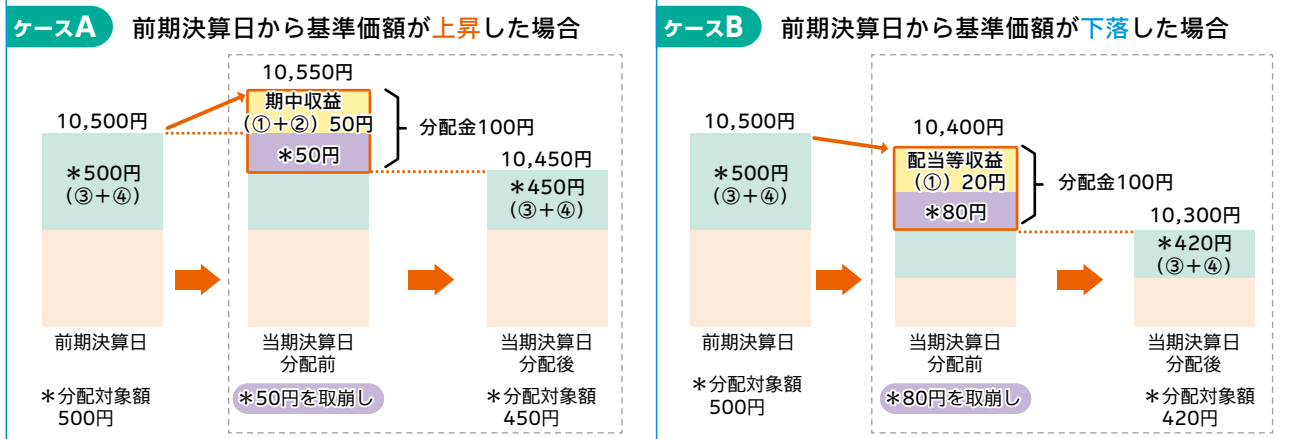 ケースA 前期決算日から基準価額が上昇した場合
10,500円
＊500円
（③＋④）
前期決算日
＊分配対象額
500円
10,550円
期中収益
（①＋②）50円
＊50円
分配金100円
当期決算日
分配前
＊50円を取崩し
10,450円
＊450円
（③＋④）
当期決算日
分配後
＊分配対象額
450円
ケースB 前期決算日から基準価額が下落した場合
10,500円
＊500円
（③＋④）
前期決算日
＊分配対象額
500円
10,400円
配当等収益
（①）20円
＊80円
分配金100円
当期決算日
分配前
＊80円を取崩し
10,300円
＊420円
（③＋④）
当期決算日
分配後
＊分配対象額
420円